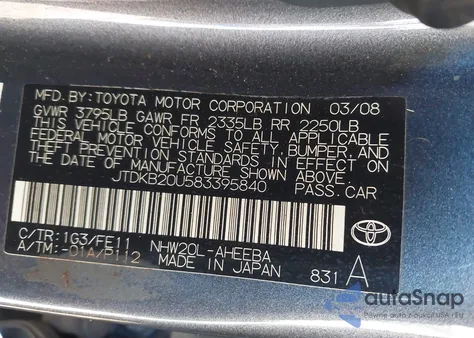 MFD. BY: TOYOTA MOTOR CORPORATION 03/08
GVWR 3795LB GAWR FR 2335LB RR 2250LB
THIS VEHICLE CONFORMS TO ALL APPLICABLE
FEDERAL MOTOR VEHICLE SAFETY, BUMPER, AND
THEFT PREVENTION STANDARDS IN EFFECT ON THE
DATE OF MANUFACTURE SHOWN ABOVE.
JTDKB20U583395840 PASS. CAR
C/TR: 1G3/FE11 NHW20L-AHEEBA
A/TM: -01A/P112 MADE IN JAPAN 831 A
TOYOTA
autoSnap